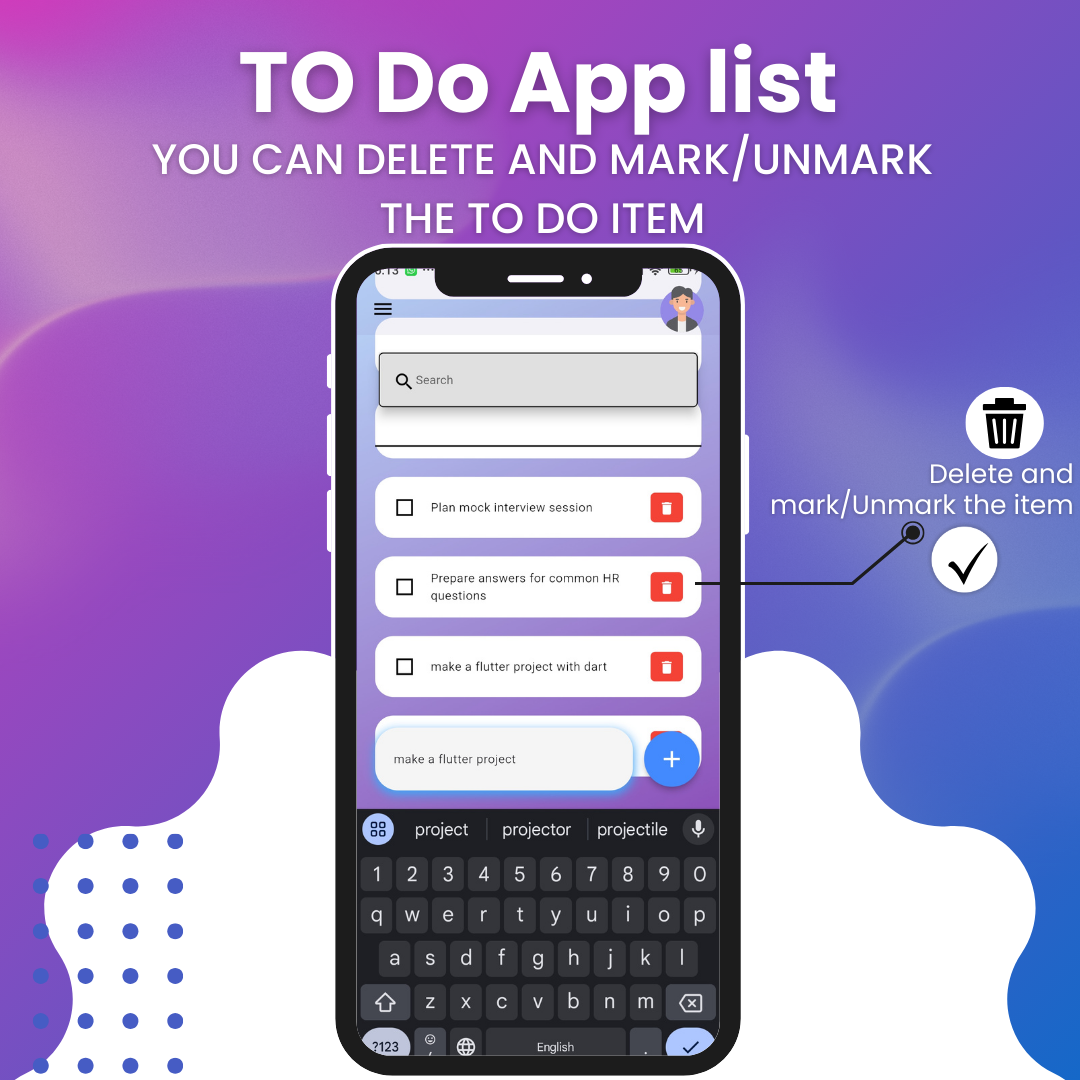 TO Do App list
YOU CAN DELETE AND MARK/UNMARK
THE TO DO ITEM
Search
Plan mock interview session
Prepare answers for common HR
questions
make a flutter project with dart
make a flutter project
Delete and
mark/Unmark the item
project projector projectile
1 2 3 4 5 6 7 8 9 0
q w e r t y u i o p
a s d f g h j k l
z x c v b n m
?123 English .